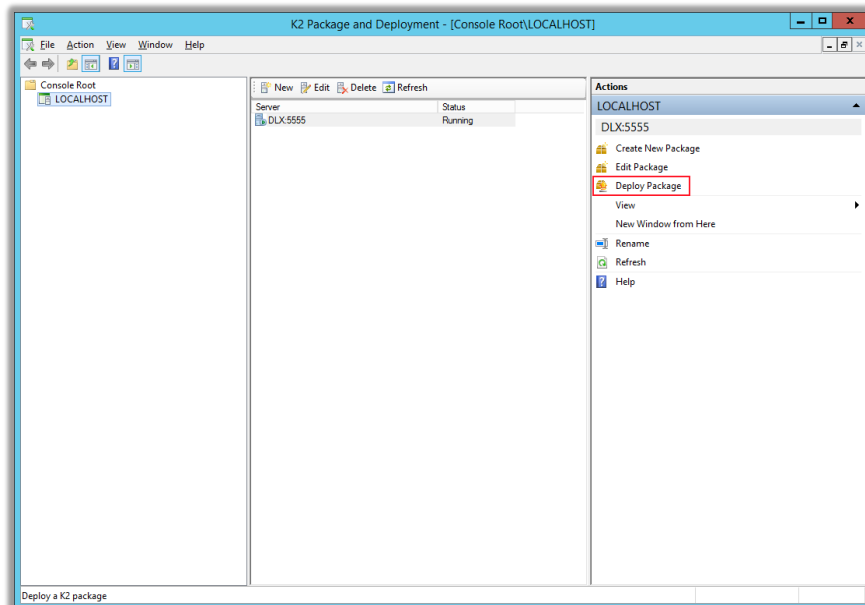 K2 Package and Deployment - [Console Root\LOCALHOST]
File Action View Window Help
Console Root
LOCALHOST
New Edit Delete Refresh
Server Status
DLX:5555 Running
Actions
LOCALHOST
DLX:5555
Create New Package
Edit Package
Deploy Package
View
New Window from Here
Rename
Refresh
Help
Deploy a K2 package